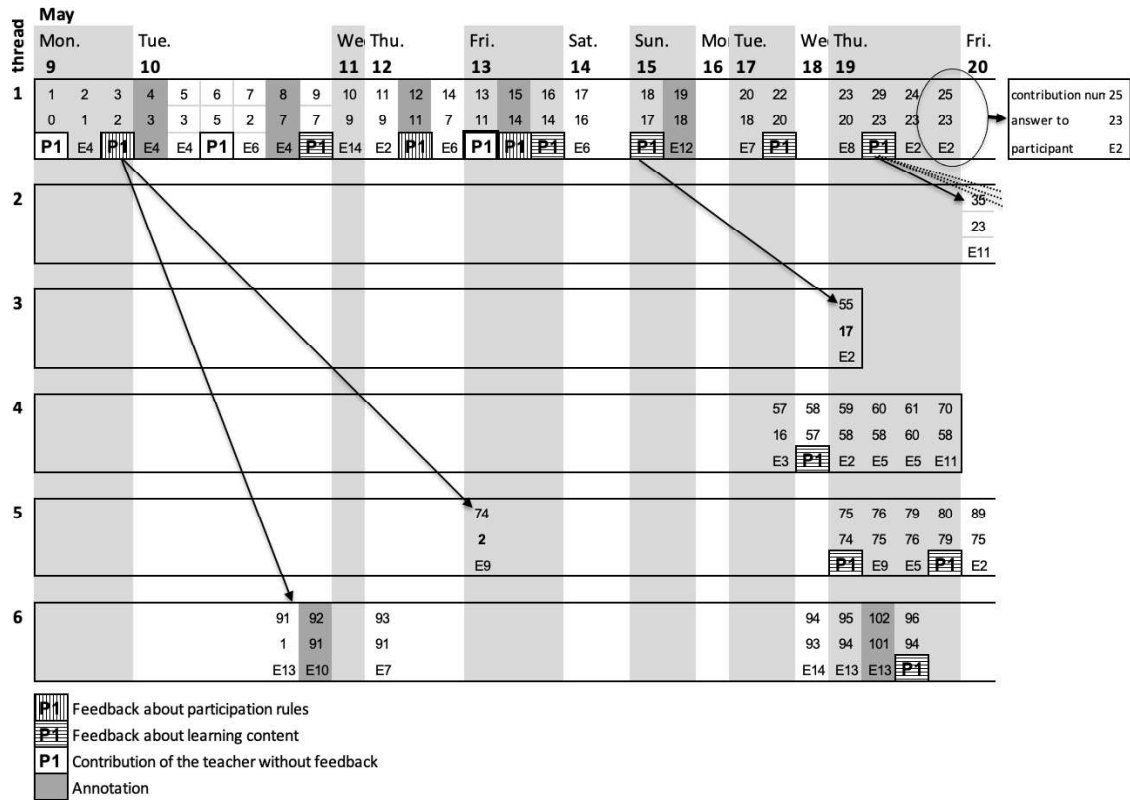 May
thread
Mon. Tue. We Thu. Fri. Sat. Sun. Mo Tue. We Thu. Fri.
9 10 11 12 13 14 15 16 17 18 19 20
1 1 2 3 4 5 6 7 8 9 10 11 12 14 13 15 16 17 18 19 20 22 23 29 24 25 contribution num 25
0 1 2 3 3 5 2 7 7 9 9 11 7 11 14 14 16 17 18 18 20 20 23 23 23 answer to 23
P1 E4 P1 E4 E4 P1 E6 E4 P1 E14 E2 P1 E6 P1 P1 P1 E6 P1 E12 E7 P1 E8 P1 E2 E2 participant E2
2 35
23
E11
3 55
17
E2
4 57 58 59 60 61 70
16 57 58 58 60 58
E3 P1 E2 E5 E5 E11
5 74 75 76 79 80 89
2 74 75 76 79 75
E9 P1 E9 E5 P1 E2
6 91 92 93 94 95 102 96
1 91 91 93 94 101 94
E13 E10 E7 E14 E13 E13 P1
P1 Feedback about participation rules
P1 Feedback about learning content
P1 Contribution of the teacher without feedback
Annotation